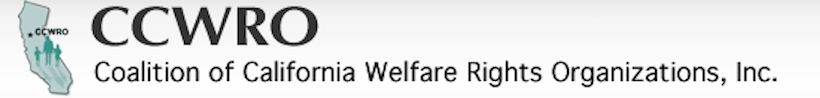 CCWRO
CCWRO
Coalition of California Welfare Rights Organizations, Inc.